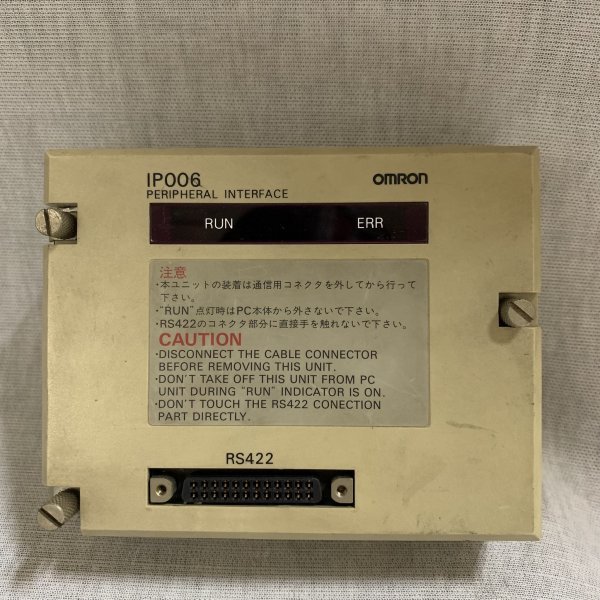 IP006
OMRON
PERIPHERAL INTERFACE
RUN
ERR
注意
・本ユニットの装着は通信用コネクタを外してから行って
下さい。
・"RUN"点灯時はPC本体から外さないで下さい。
・RS422のコネクタ部分に直接手を触れないで下さい。
CAUTION
・DISCONNECT THE CABLE CONNECTOR
BEFORE REMOVING THIS UNIT.
・DON'T TAKE OFF THIS UNIT FROM PC
UNIT DURING "RUN" INDICATOR IS ON.
・DON'T TOUCH THE RS422 CONECTION
PART DIRECTLY.
RS422